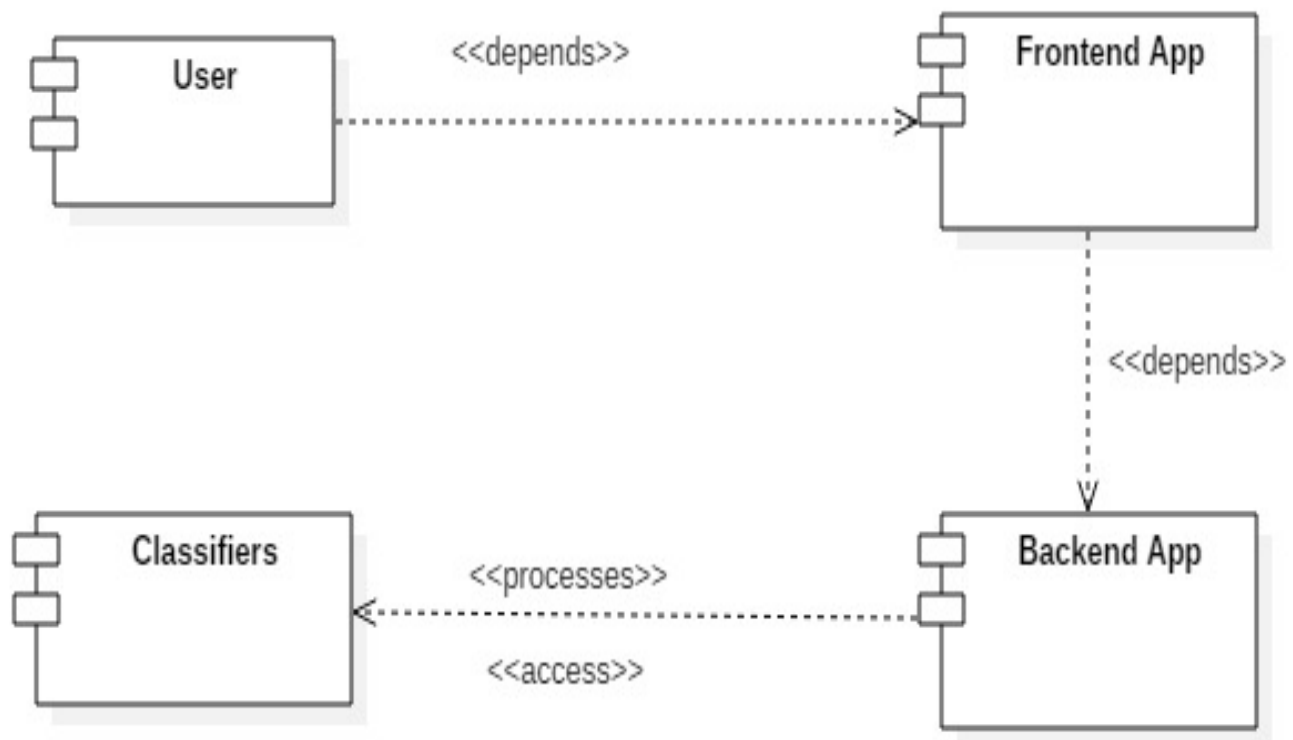 User
<<depends>>
Frontend App
<<depends>>
Classifiers
<<processes>>
<<access>>
Backend App